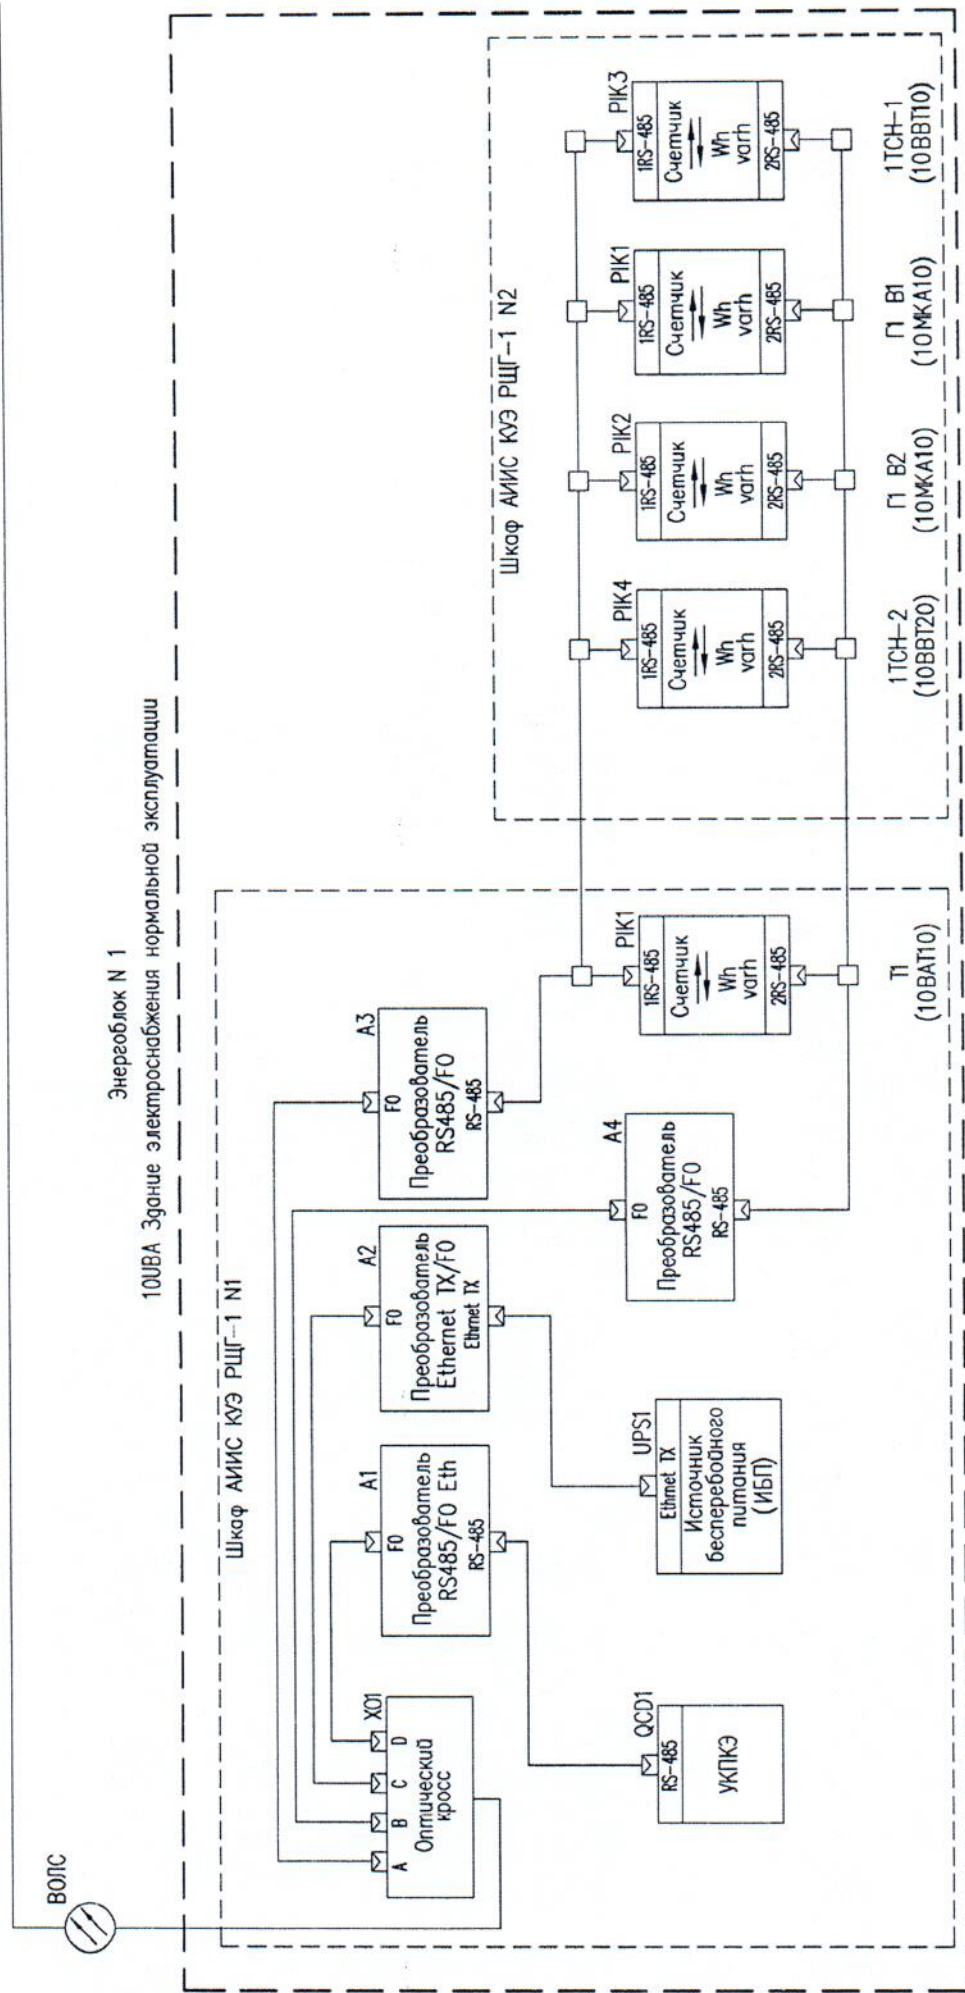 ВОЛС
Энергоблок N 1
10UBA Здание электроснабжения нормальной эксплуатации
Шкаф АИИС КУЭ РЩГ-1 N1
A
B
C
D
XO1
Оптический
кросс
A1
FO
Преобразователь
RS485/FO Eth
RS-485
A2
FO
Преобразователь
Ethernet TX/FO
Ethrnet TX
A3
FO
Преобразователь
RS485/FO
RS-485
QCD1
RS-485
УКПКЭ
UPS1
Ethrnet TX
Источник
бесперебойного
питания
(ИБП)
A4
FO
Преобразователь
RS485/FO
RS-485
PIK1
1RS-485
Счетчик
Wh
varh
2RS-485
T1
(10BAT10)
Шкаф АИИС КУЭ РЩГ-1 N2
PIK4
1RS-485
Счетчик
Wh
varh
2RS-485
1ТСН-2
(10BBT20)
PIK2
1RS-485
Счетчик
Wh
varh
2RS-485
Г1 В2
(10MKA10)
PIK1
1RS-485
Счетчик
Wh
varh
2RS-485
Г1 В1
(10MKA10)
PIK3
1RS-485
Счетчик
Wh
varh
2RS-485
1ТСН-1
(10BBT10)